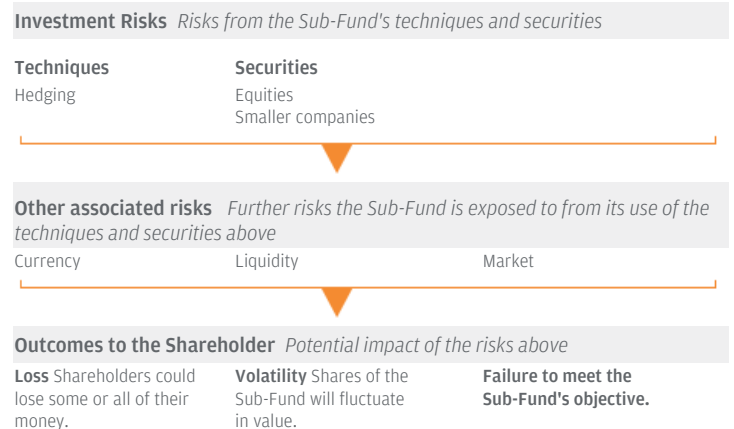 Investment Risks Risks from the Sub-Fund's techniques and securities
Techniques
Hedging
Securities
Equities
Smaller companies
Other associated risks Further risks the Sub-Fund is exposed to from its use of the
techniques and securities above
Currency
Liquidity
Market
Outcomes to the Shareholder Potential impact of the risks above
Loss Shareholders could
lose some or all of their
money.
Volatility Shares of the
Sub-Fund will fluctuate
in value.
Failure to meet the
Sub-Fund's objective.